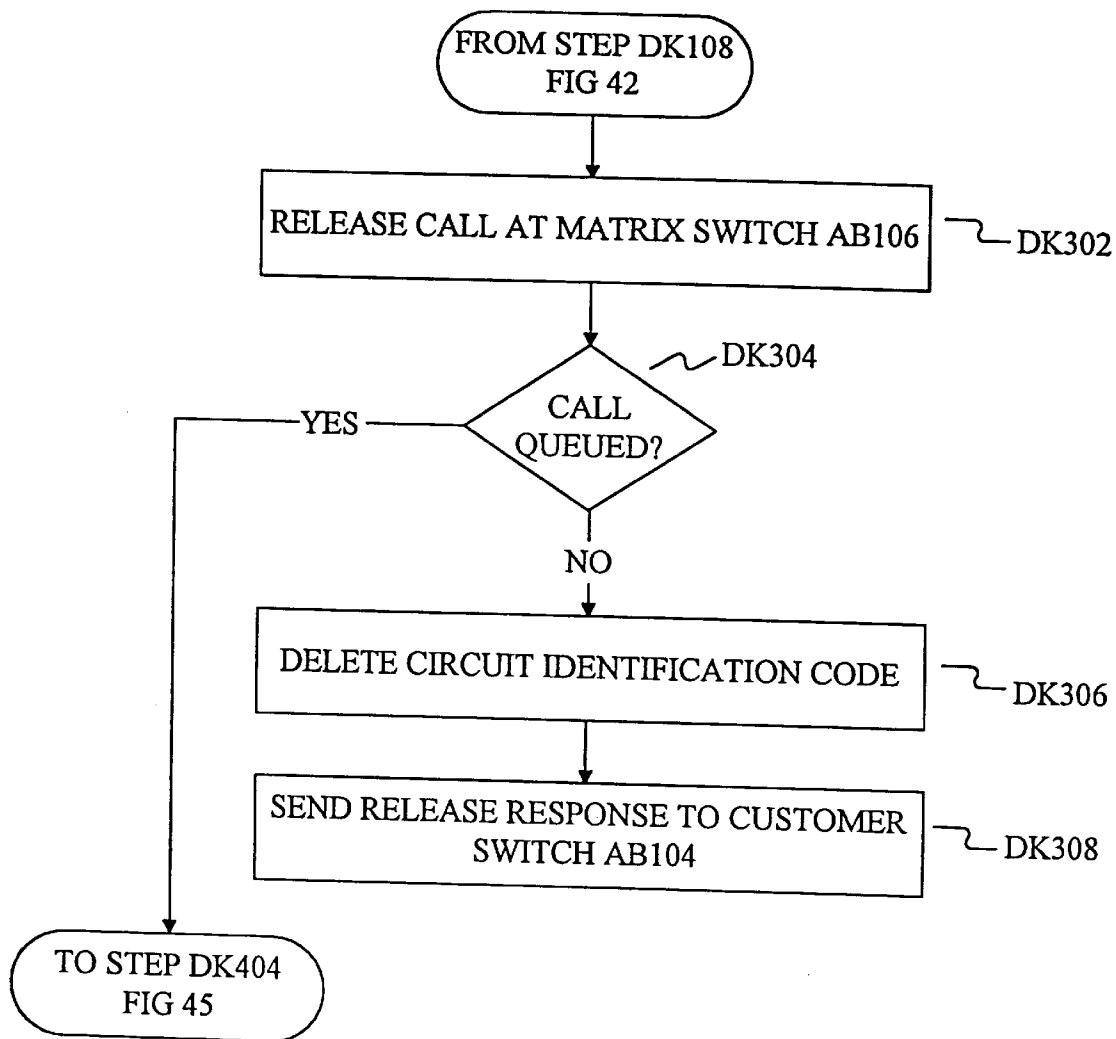 FROM STEP DK108
FIG 42
RELEASE CALL AT MATRIX SWITCH AB106
DK302
DK304
CALL
QUEUED?
YES
NO
DELETE CIRCUIT IDENTIFICATION CODE
DK306
SEND RELEASE RESPONSE TO CUSTOMER
SWITCH AB104
DK308
TO STEP DK404
FIG 45